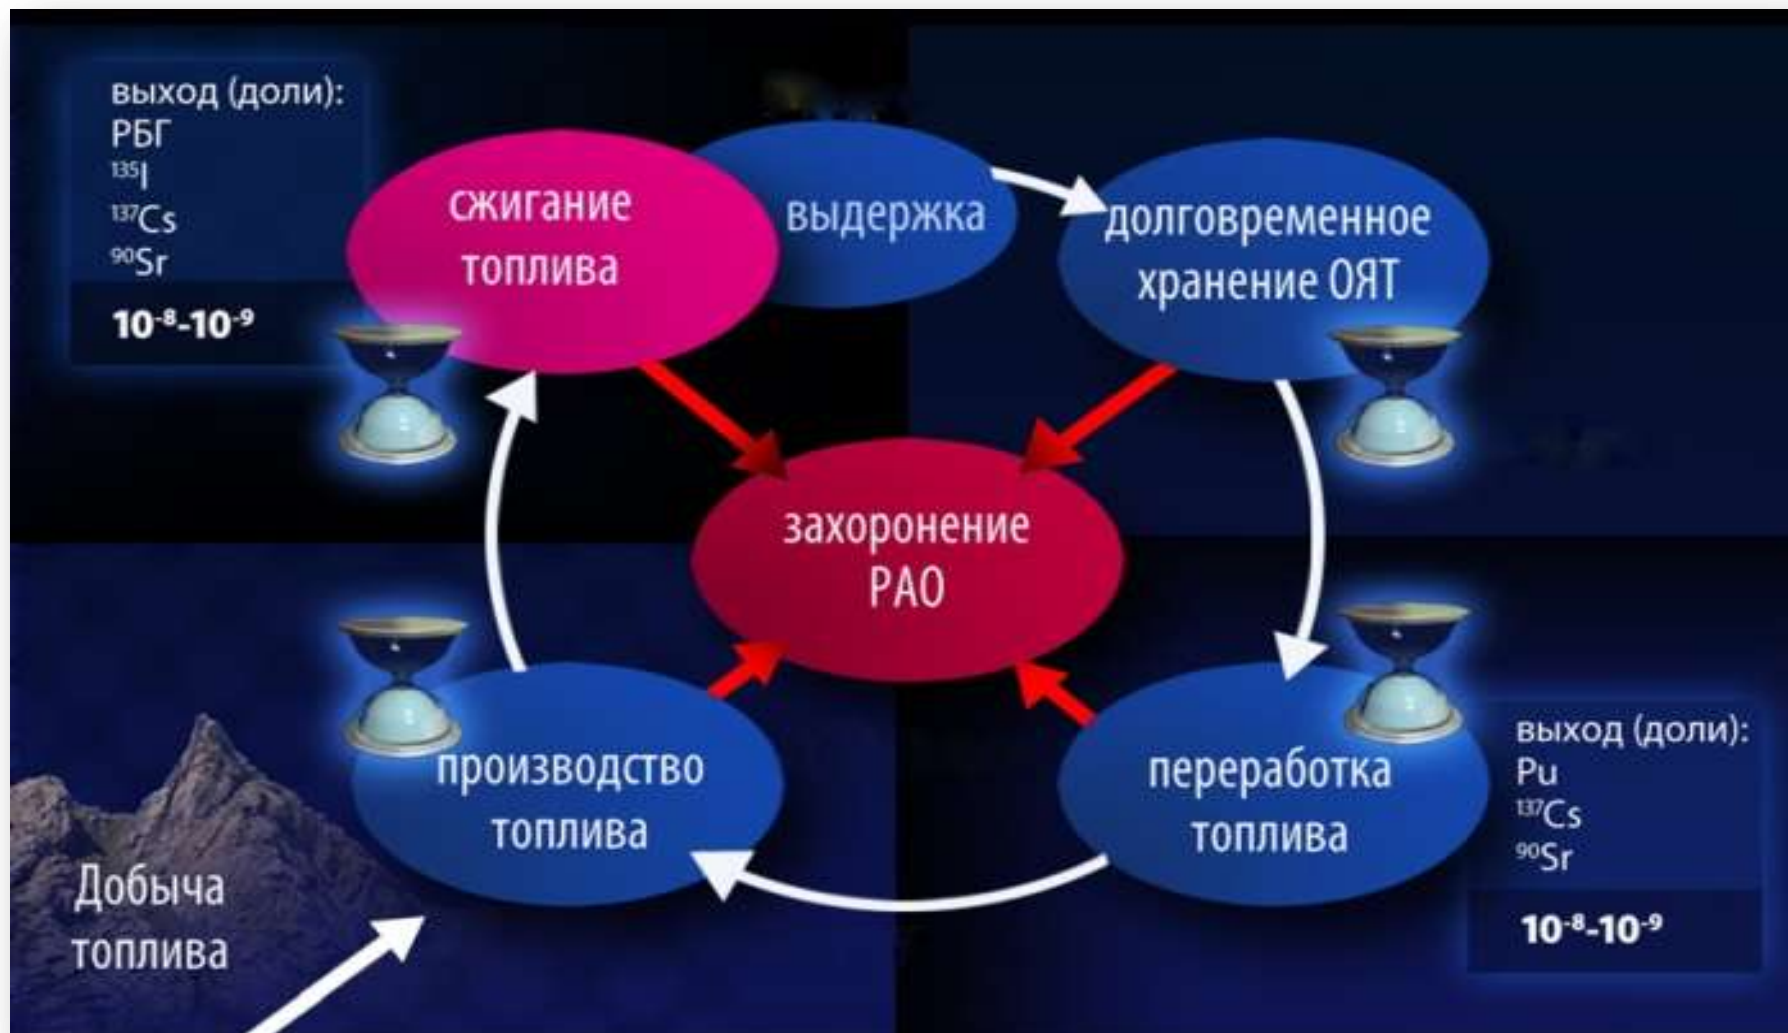 выход (доли):
РБГ
¹³⁵I
¹³⁷Cs
⁹⁰Sr
10⁻⁸-10⁻⁹
сжигание
топлива
выдержка
долговременное
хранение ОЯТ
захоронение
РАО
производство
топлива
переработка
топлива
выход (доли):
Pu
¹³⁷Cs
⁹⁰Sr
10⁻⁸-10⁻⁹
Добыча
топлива